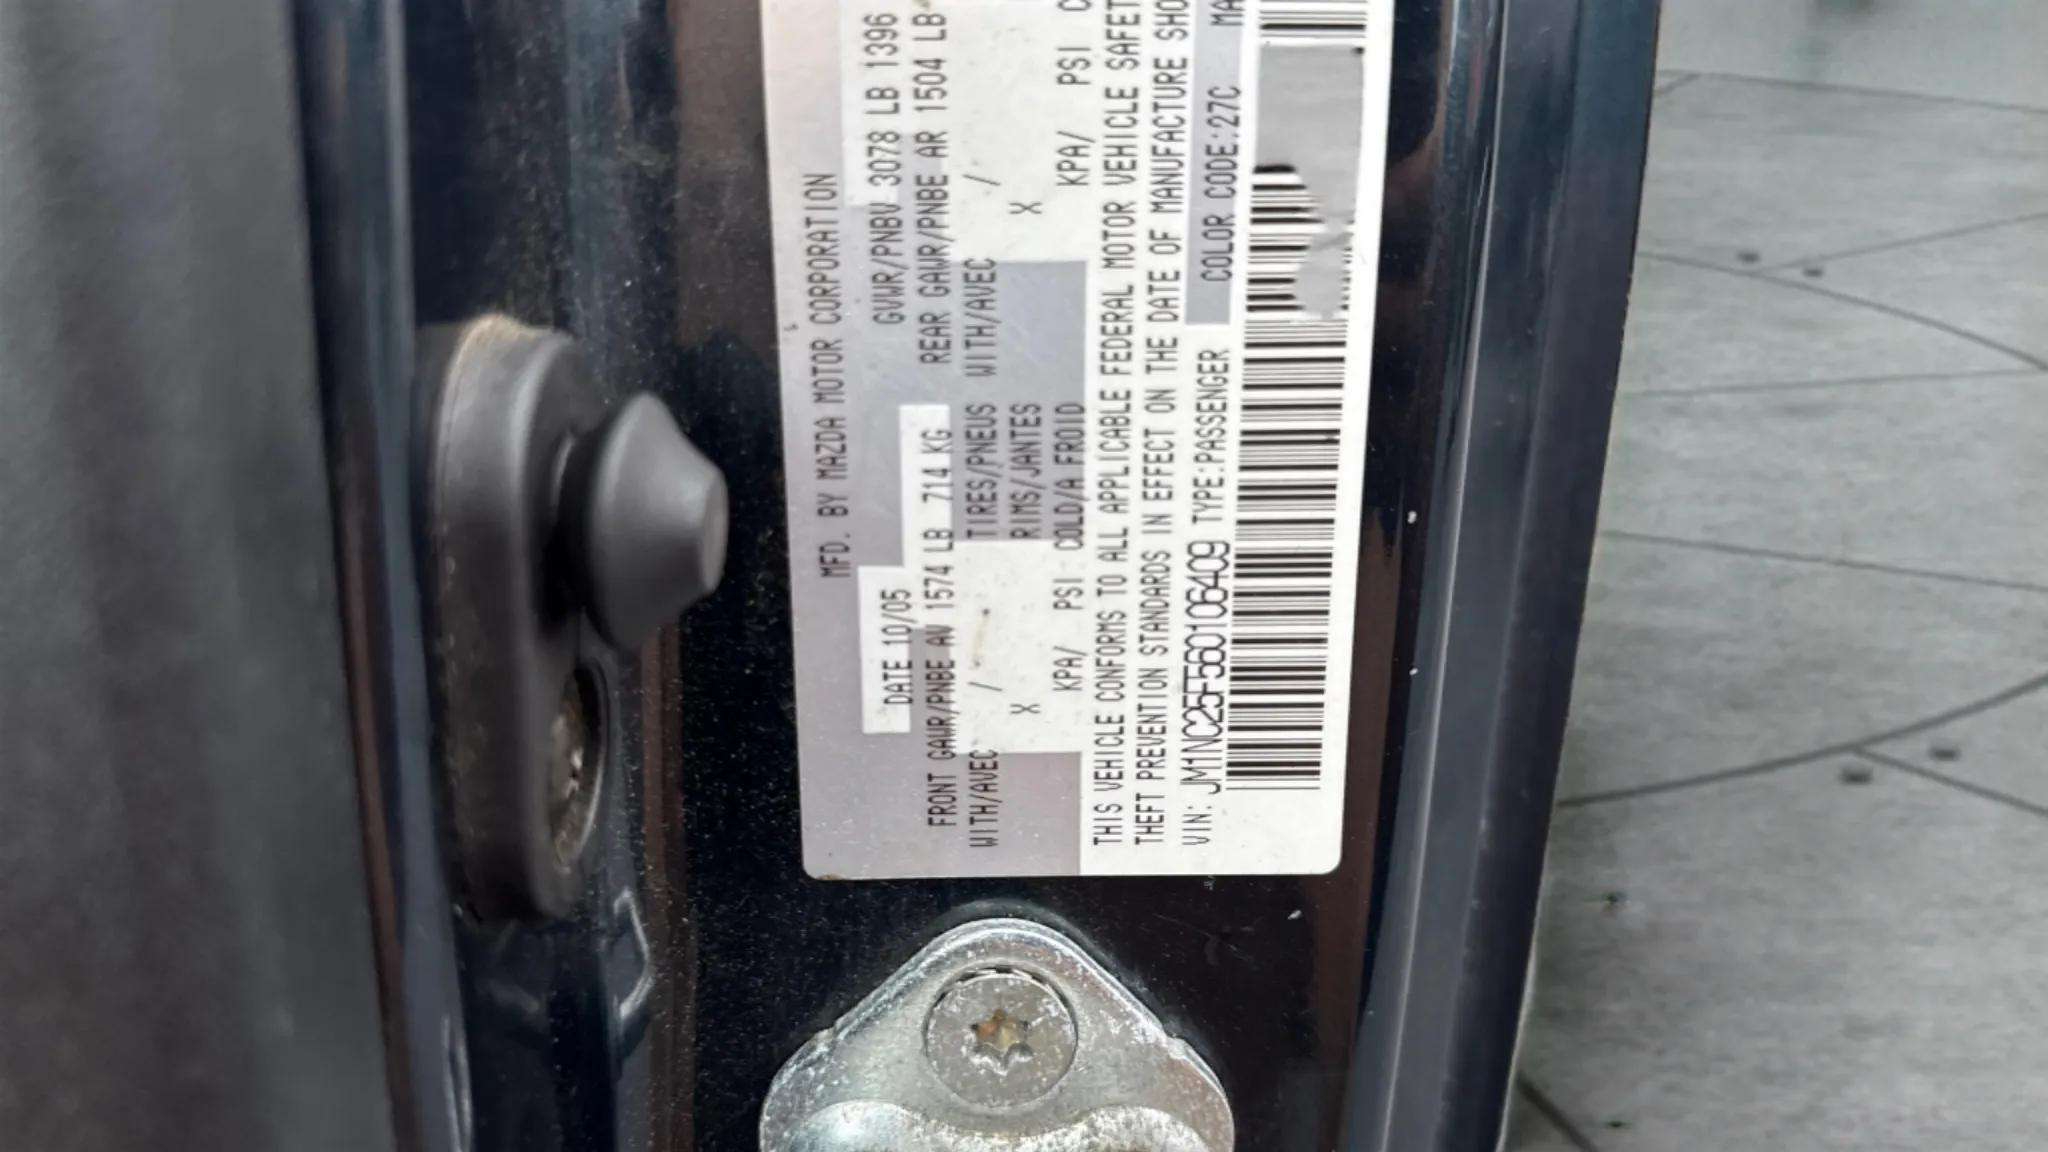 MFD. BY MAZDA MOTOR CORPORATION
DATE 10/05 GVWR/PNBV 3078 LB 1396
FRONT GAWR/PNBE AV 1574 LB 714 KG REAR GAWR/PNBE AR 1504 LB
WITH/AVEC / TIRES/PNEUS WITH/AVEC /
X RIMS/JANTES X
KPA/ PSI COLD/A FROID KPA/ PSI C
THIS VEHICLE CONFORMS TO ALL APPLICABLE FEDERAL MOTOR VEHICLE SAFET
THEFT PREVENTION STANDARDS IN EFFECT ON THE DATE OF MANUFACTURE SHO
VIN: JM1NC25F560106409 TYPE:PASSENGER COLOR CODE:27C MA